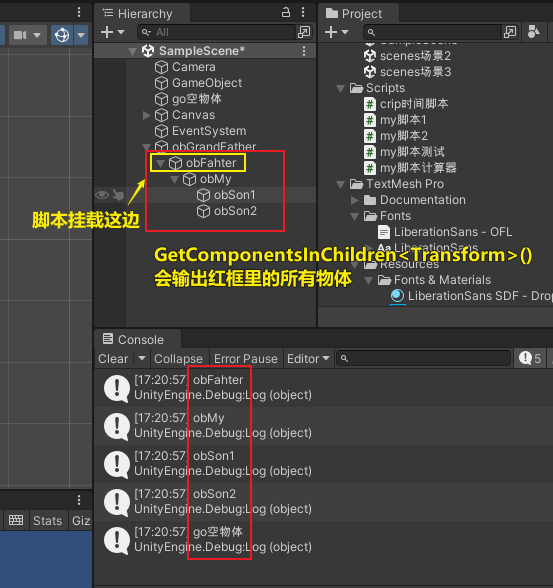 Hierarchy
All
SampleScene*
Camera
GameObject
go空物体
Canvas
EventSystem
obGrandFather
obFahter
obMy
obSon1
obSon2
脚本挂载这边
GetComponentsInChildren<Transform>()
会输出红框里的所有物体
Project
scenes场景2
scenes场景3
Scripts
crip时间脚本
my脚本1
my脚本2
my脚本测试
my脚本计算器
TextMesh Pro
Documentation
Fonts
LiberationSans - OFL
Aa LiberationSans
Resources
Fonts & Materials
LiberationSans SDF - Drop
Console
Clear Collapse Error Pause Editor 5
[17:20:57] obFahter
UnityEngine.Debug:Log (object)
[17:20:57] obMy
UnityEngine.Debug:Log (object)
[17:20:57] obSon1
UnityEngine.Debug:Log (object)
[17:20:57] obSon2
UnityEngine.Debug:Log (object)
[17:20:57] go空物体
UnityEngine.Debug:Log (object)
Stats Giz